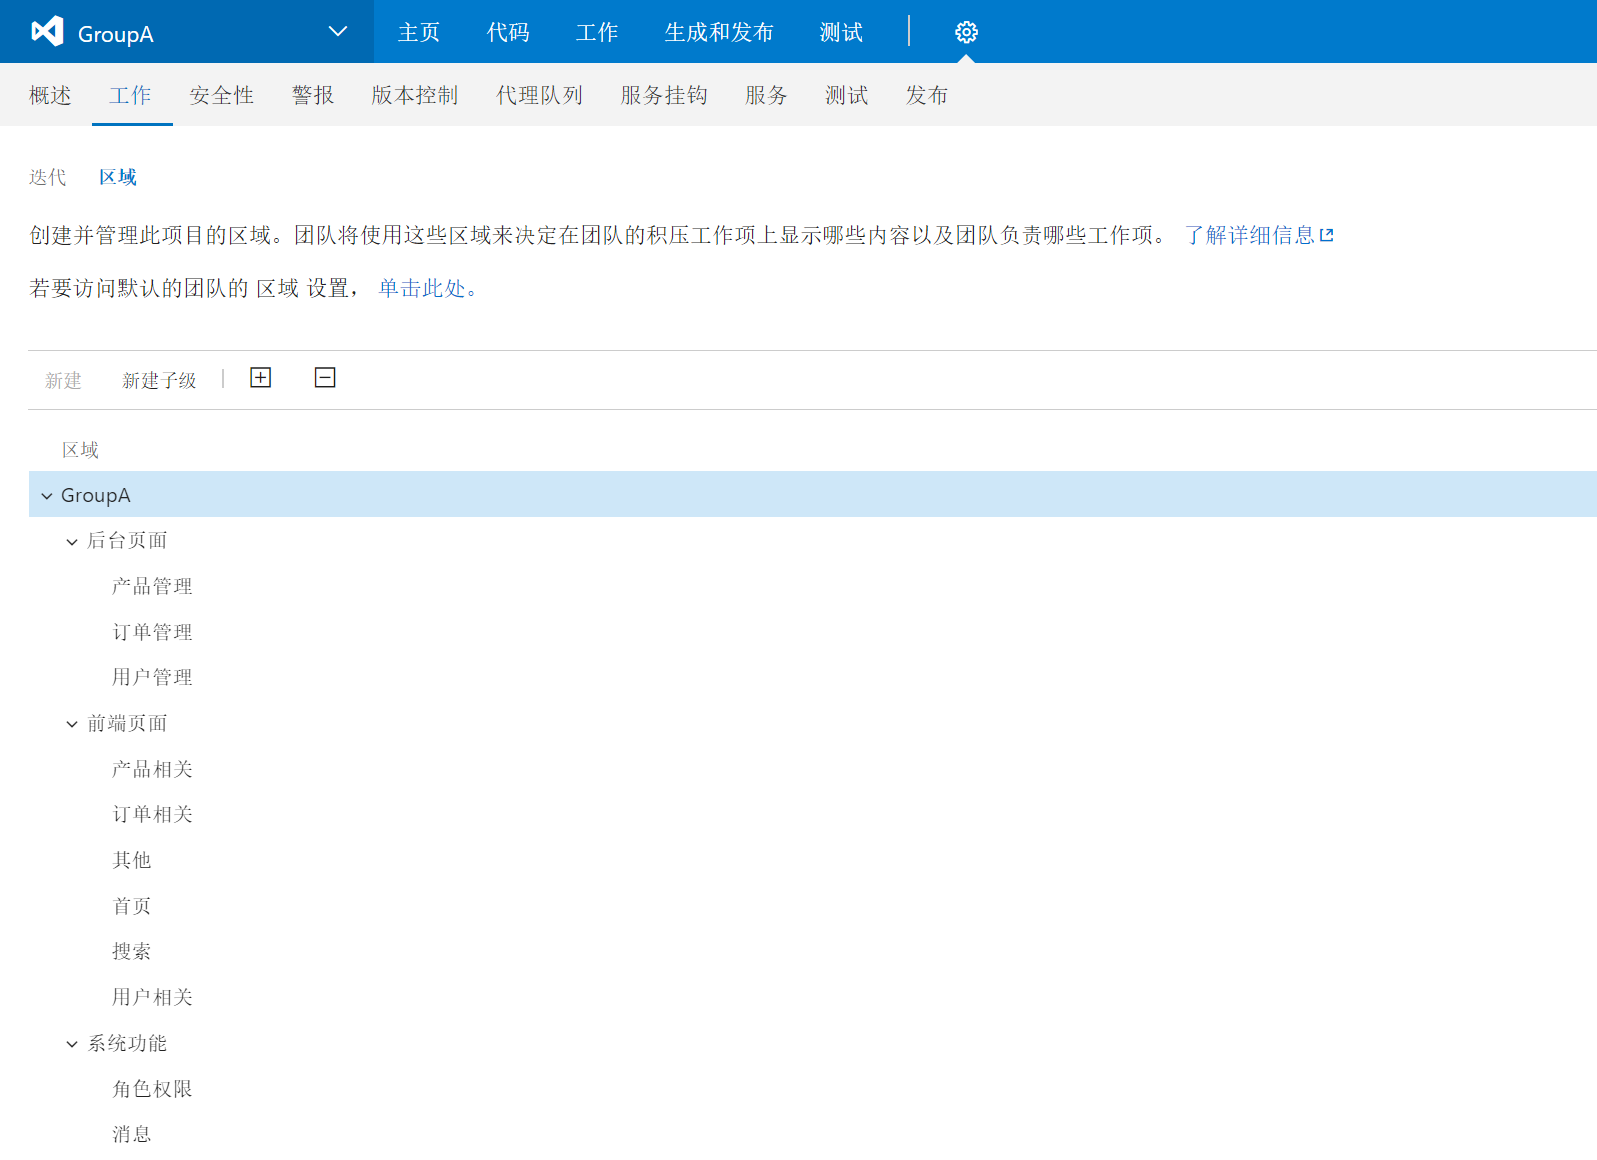 GroupA 主页 代码 工作 生成和发布 测试
概述 工作 安全性 警报 版本控制 代理队列 服务挂钩 服务 测试 发布
迭代 区域
创建并管理此项目的区域。团队将使用这些区域来决定在团队的积压工作项上显示哪些内容以及团队负责哪些工作项。 了解详细信息
若要访问默认的团队的 区域 设置， 单击此处。
新建 新建子级
区域
GroupA
后台页面
产品管理
订单管理
用户管理
前端页面
产品相关
订单相关
其他
首页
搜索
用户相关
系统功能
角色权限
消息